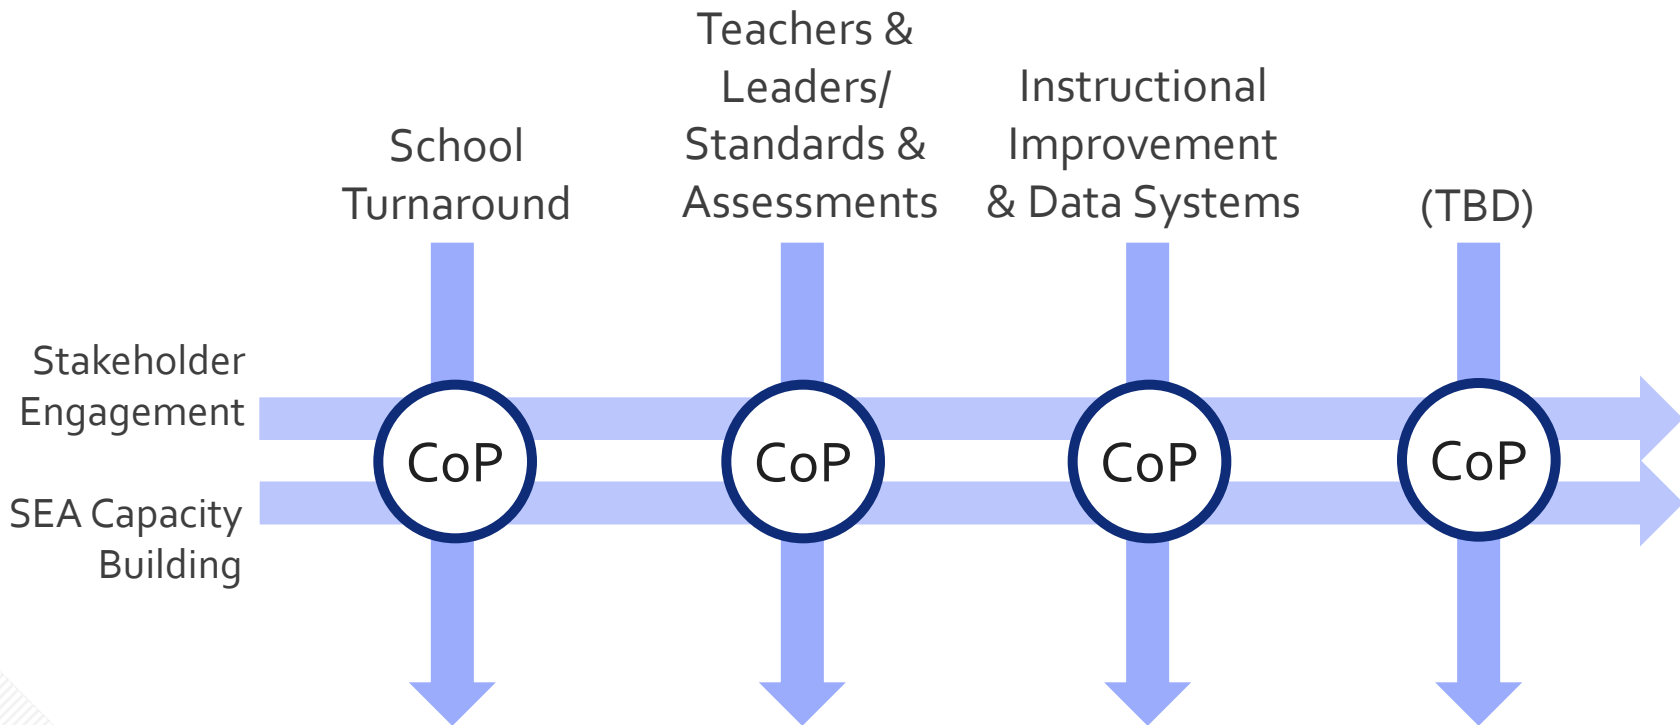 School
Turnaround
Teachers &
Leaders/
Standards &
Assessments
Instructional
Improvement
& Data Systems
(TBD)
Stakeholder
Engagement
SEA Capacity
Building
CoP
CoP
CoP
CoP